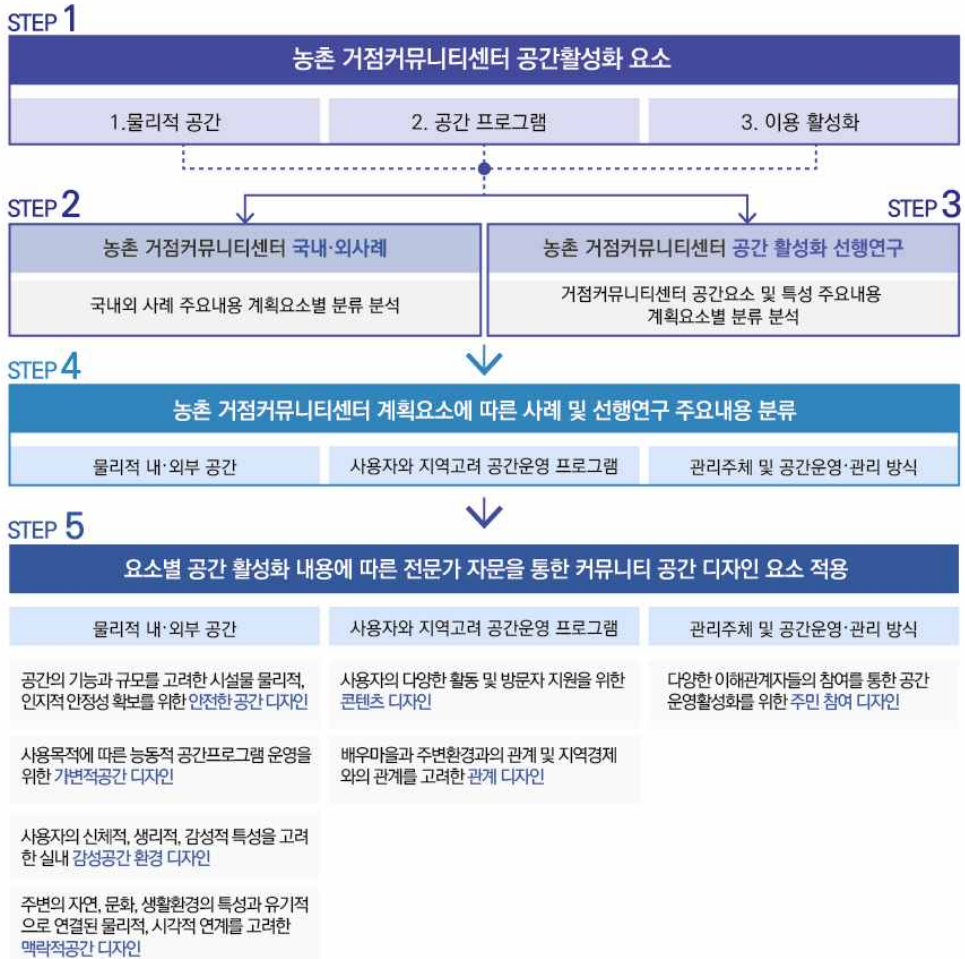 STEP 1
농촌 거점커뮤니티센터 공간활성화 요소
1.물리적 공간
2. 공간 프로그램
3. 이용 활성화
STEP 2
농촌 거점커뮤니티센터 국내·외사례
국내외 사례 주요내용 계획요소별 분류 분석
STEP 3
농촌 거점커뮤니티센터 공간 활성화 선행연구
거점커뮤니티센터 공간요소 및 특성 주요내용
계획요소별 분류 분석
STEP 4
농촌 거점커뮤니티센터 계획요소에 따른 사례 및 선행연구 주요내용 분류
물리적 내·외부 공간
사용자와 지역고려 공간운영 프로그램
관리주체 및 공간운영·관리 방식
STEP 5
요소별 공간 활성화 내용에 따른 전문가 자문을 통한 커뮤니티 공간 디자인 요소 적용
물리적 내·외부 공간
공간의 기능과 규모를 고려한 시설물 물리적,
인지적 안정성 확보를 위한 안전한 공간 디자인
사용목적에 따른 능동적 공간프로그램 운영을
위한 가변적공간 디자인
사용자의 신체적, 생리적, 감성적 특성을 고려
한 실내 감성공간 환경 디자인
주변의 자연, 문화, 생활환경의 특성과 유기적
으로 연결된 물리적, 시각적 연계를 고려한
맥락적공간 디자인
사용자와 지역고려 공간운영 프로그램
사용자의 다양한 활동 및 방문자 지원을 위한
콘텐츠 디자인
배우마을과 주변환경과의 관계 및 지역경제
와의 관계를 고려한 관계 디자인
관리주체 및 공간운영·관리 방식
다양한 이해관계자들의 참여를 통한 공간
운영활성화를 위한 주민 참여 디자인